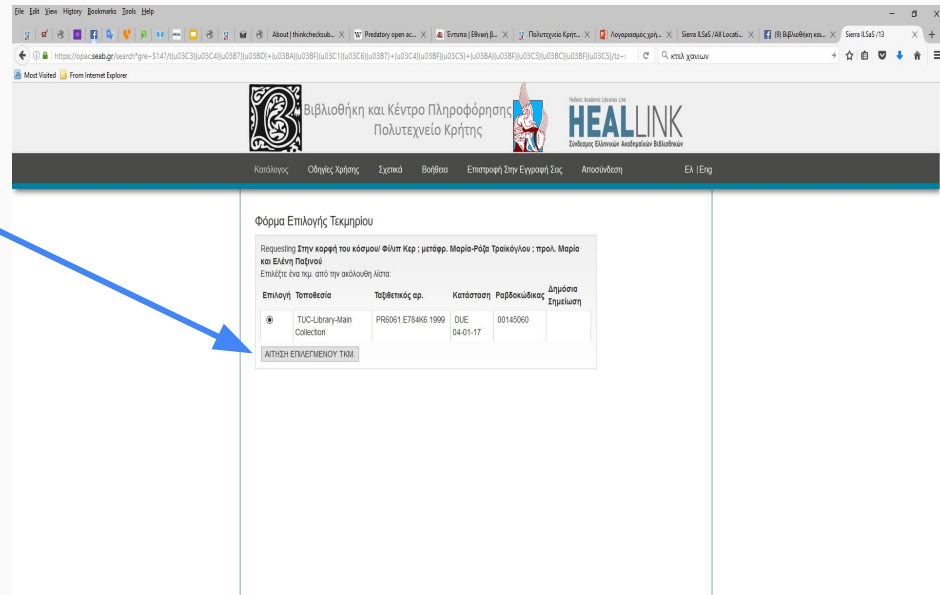 File Edit View History Bookmarks Tools Help
About | thinkchecksub...
Predatory open ac...
Έντυπα | Εθνική β...
Πολυτεχνείο Κρήτ...
Λογαριασμός χρή...
Sierra ILSaS /All Locati...
(9) Βιβλιοθήκη και...
Sierra ILSaS /13
κτελ χανιων
Most Visited From Internet Explorer
Βιβλιοθήκη και Κέντρο Πληροφόρησης
Πολυτεχνείο Κρήτης
Hellenic Academic Libraries Link
HEALLINK
Σύνδεσμος Ελληνικών Ακαδημαϊκών Βιβλιοθηκών
Κατάλογος Οδηγίες Χρήσης Σχετικά Βοήθεια Επιστροφή Στην Εγγραφή Σας Αποσύνδεση Ελ | Eng
Φόρμα Επιλογής Τεκμηρίου
Requesting Στην κορφή του κόσμου/ Φίλιπ Κερ ; μετάφρ. Μαρία-Ρόζα Τραϊκόγλου ; προλ. Μαρία
και Ελένη Παξινού
Επιλέξτε ένα τκμ. από την ακόλουθη λίστα:
Επιλογή Τοποθεσία Ταξιθετικός αρ. Κατάσταση Ραβδοκώδικας Δημόσια
Σημείωση
TUC-Library-Main PR6061.E784K6 1999 DUE 00145060
Collection 04-01-17
ΑΙΤΗΣΗ ΕΠΙΛΕΓΜΕΝΟΥ ΤΚΜ.